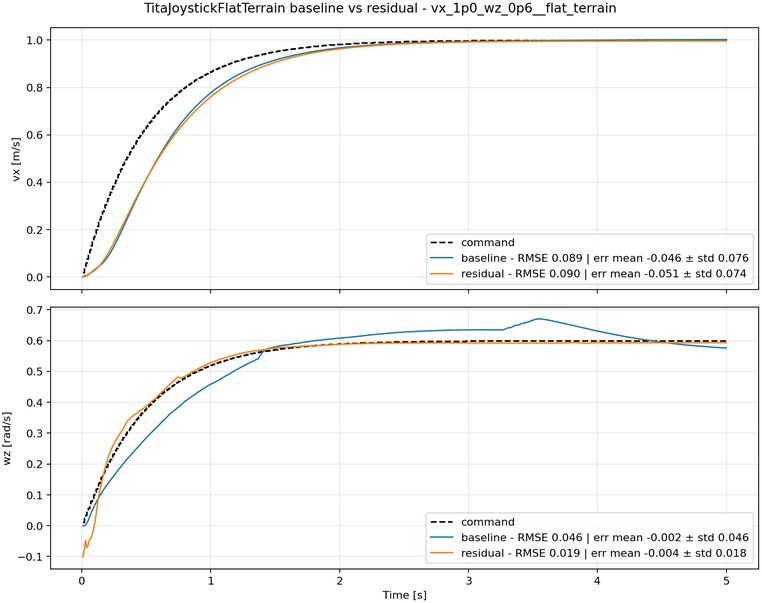 TitaJoystickFlatTerrain baseline vs residual - vx_1p0_wz_0p6__flat_terrain
1.0
0.8
0.6
0.4
0.2
0.0
vx [m/s]
command
baseline - RMSE 0.089 | err mean -0.046 ± std 0.076
residual - RMSE 0.090 | err mean -0.051 ± std 0.074
0.7
0.6
0.5
0.4
0.3
0.2
0.1
0.0
−0.1
wz [rad/s]
command
baseline - RMSE 0.046 | err mean -0.002 ± std 0.046
residual - RMSE 0.019 | err mean -0.004 ± std 0.018
0 1 2 3 4 5
Time [s]